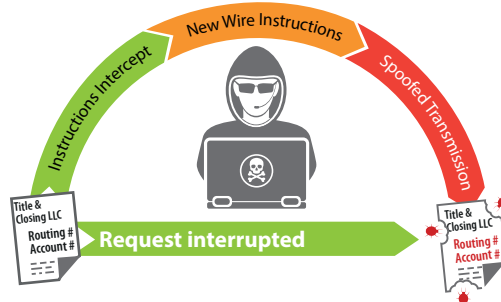 New Wire Instructions
Instructions Intercept
Spoofed Transmission
Title &
Closing LLC
Routing #
Account #
Request interrupted
Title &
Closing LLC
Routing #
Account #